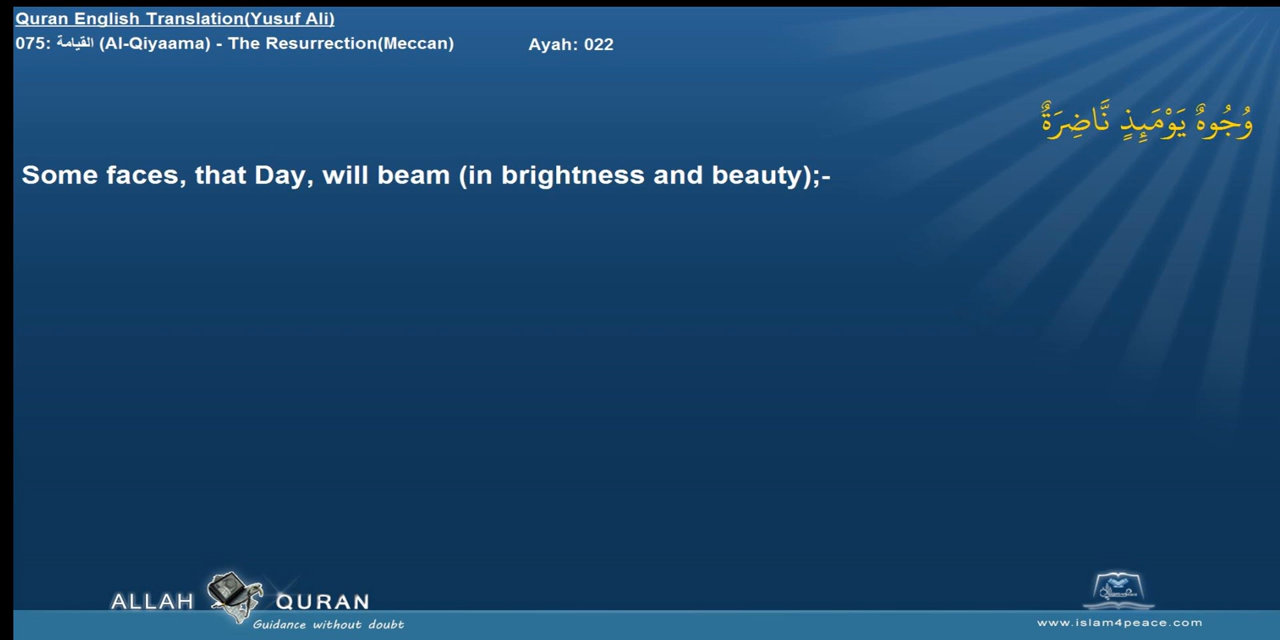 Quran English Translation(Yusuf Ali)
075: القيامة (Al-Qiyaama) - The Resurrection(Meccan) Ayah: 022
وُجُوهٌ يَوْمَئِذٍ نَّاضِرَةٌ
Some faces, that Day, will beam (in brightness and beauty);-
ALLAH QURAN
Guidance without doubt
www.islam4peace.com